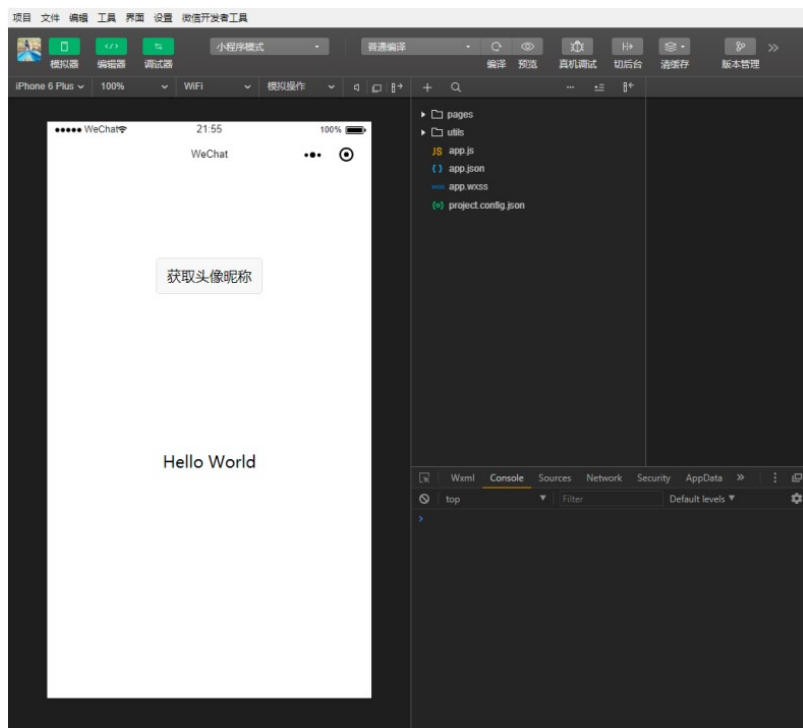 项目 文件 编辑 工具 界面 设置 微信开发者工具
模拟器 编辑器 调试器 小程序模式 普通编译 编译 预览 真机调试 切后台 清缓存 版本管理
iPhone 6 Plus 100% WiFi 模拟操作
WeChat 21:55 100%
WeChat
获取头像昵称
Hello World
pages
utils
JS app.js
{ } app.json
wxss app.wxss
{o} project.config.json
Wxml Console Sources Network Security AppData
top Filter Default levels